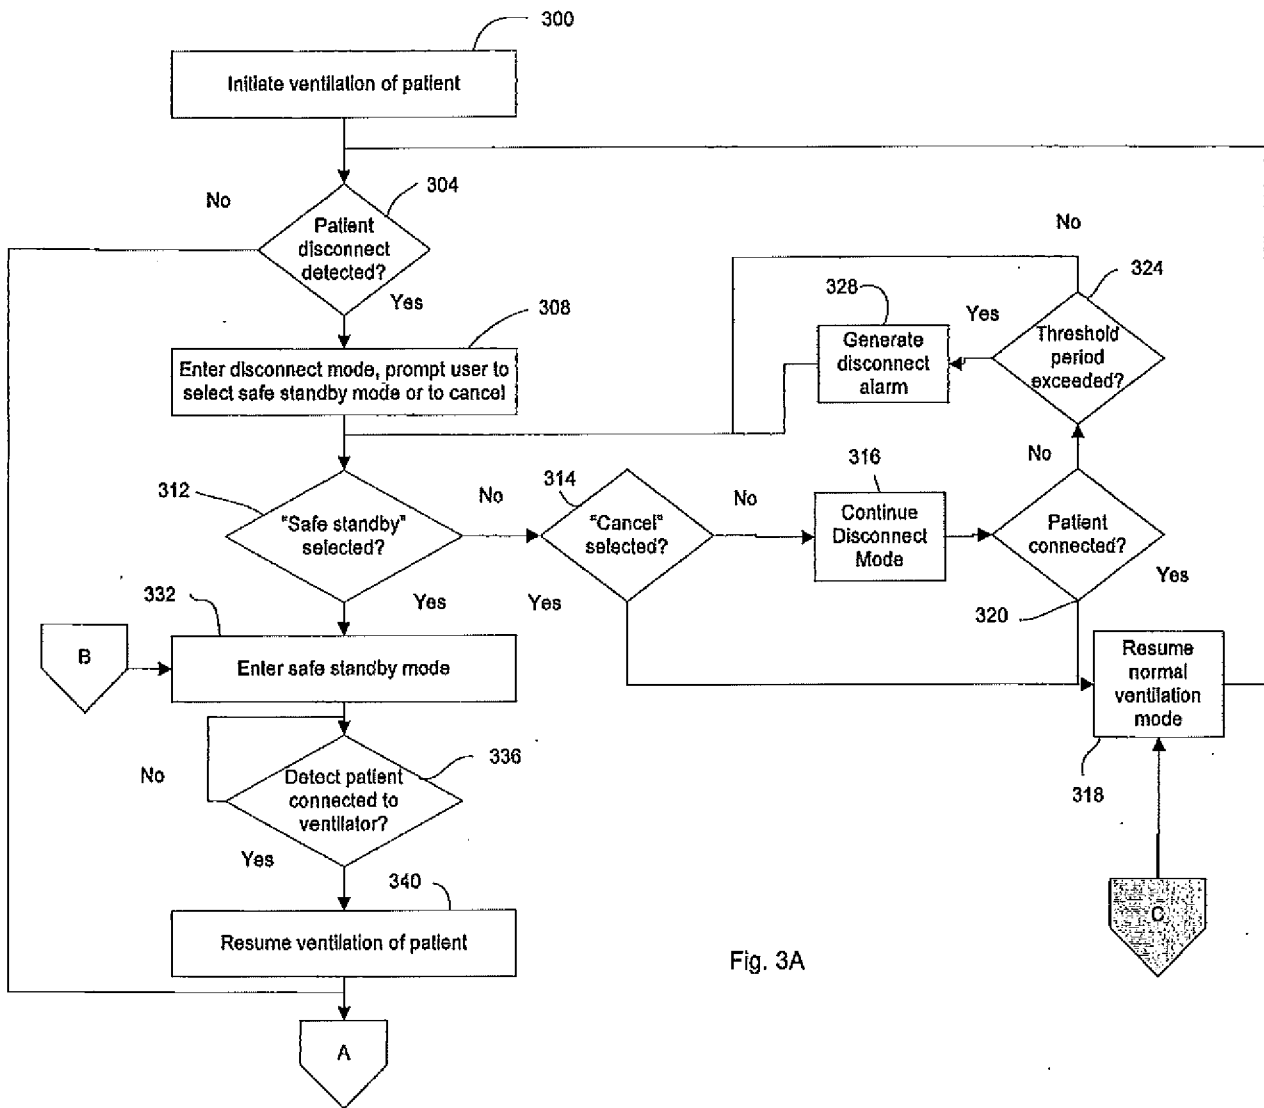 300
Initiate ventilation of patient
304
No
Patient
disconnect
detected?
Yes
308
Enter disconnect mode, prompt user to
select safe standby mode or to cancel
No
324
Threshold
period
exceeded?
Yes
328
Generate
disconnect
alarm
No
312
"Safe standby"
selected?
No
314
"Cancel"
selected?
No
316
Continue
Disconnect
Mode
Patient
connected?
Yes
320
Yes
Yes
332
B
Enter safe standby mode
Resume
normal
ventilation
mode
318
No
336
Detect patient
connected to
ventilator?
Yes
340
Resume ventilation of patient
C
Fig. 3A
A